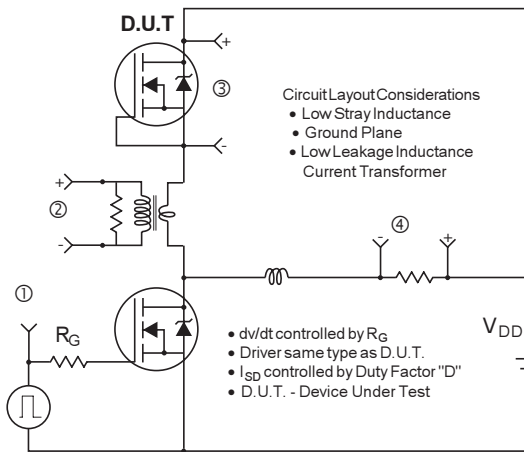 D.U.T
+
③
-
Circuit Layout Considerations
• Low Stray Inductance
• Ground Plane
• Low Leakage Inductance
Current Transformer
+
②
-
④
- +
①
RG
VDD
• dv/dt controlled by RG
• Driver same type as D.U.T.
• ISD controlled by Duty Factor "D"
• D.U.T. - Device Under Test